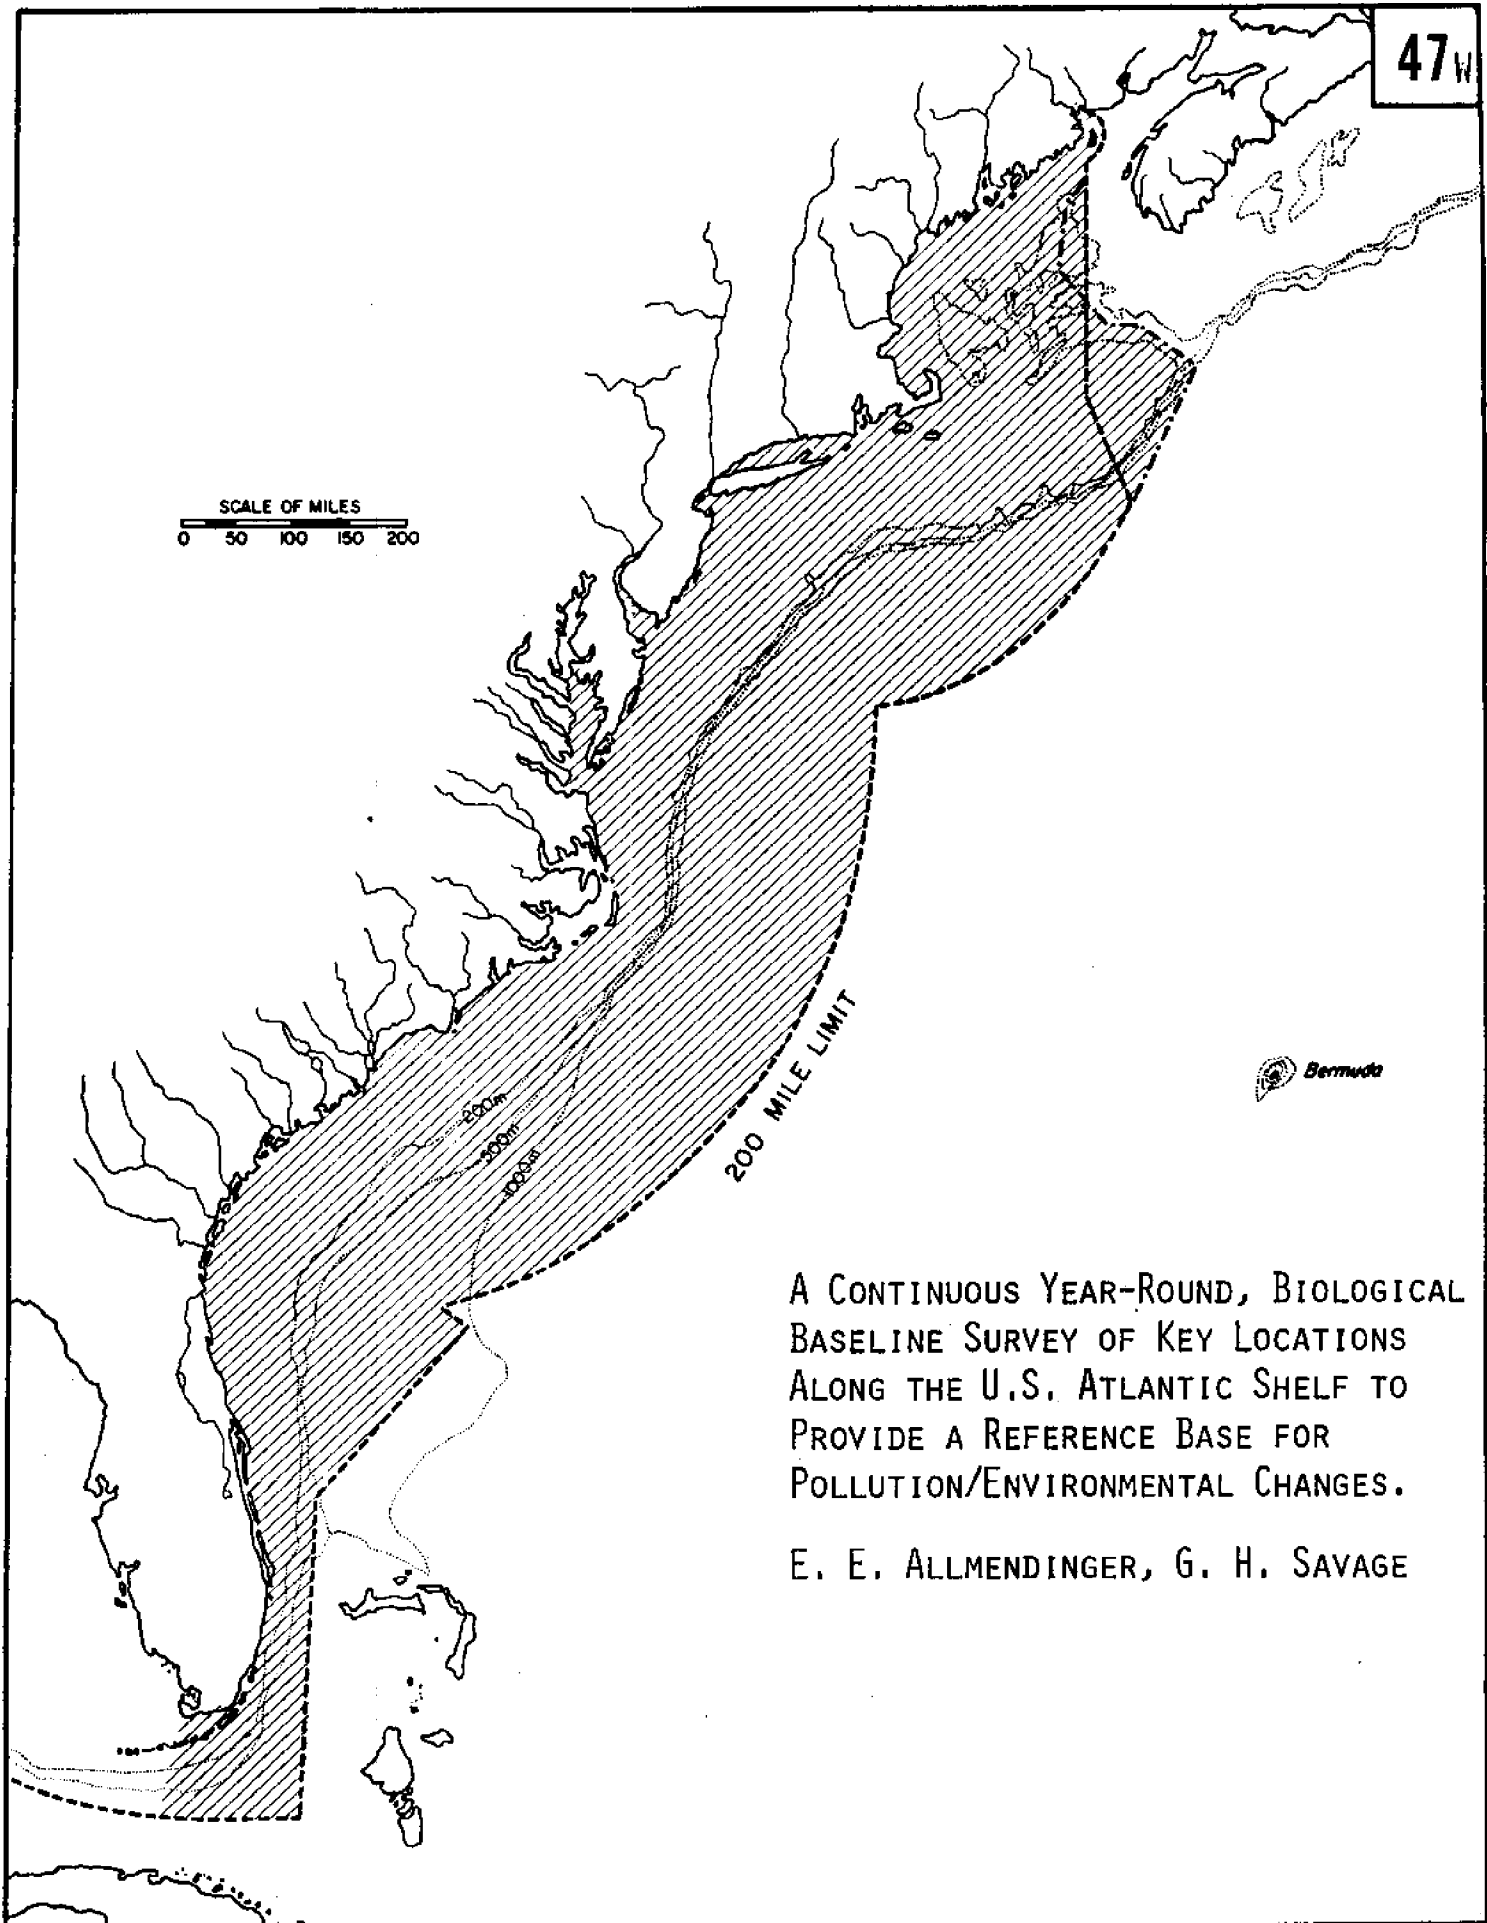 47W
SCALE OF MILES
0 50 100 150 200
200 MILE LIMIT
Bermuda
200m
500m
1000m
A CONTINUOUS YEAR-ROUND, BIOLOGICAL
BASELINE SURVEY OF KEY LOCATIONS
ALONG THE U.S. ATLANTIC SHELF TO
PROVIDE A REFERENCE BASE FOR
POLLUTION/ENVIRONMENTAL CHANGES.
E. E. ALLMENDINGER, G. H. SAVAGE